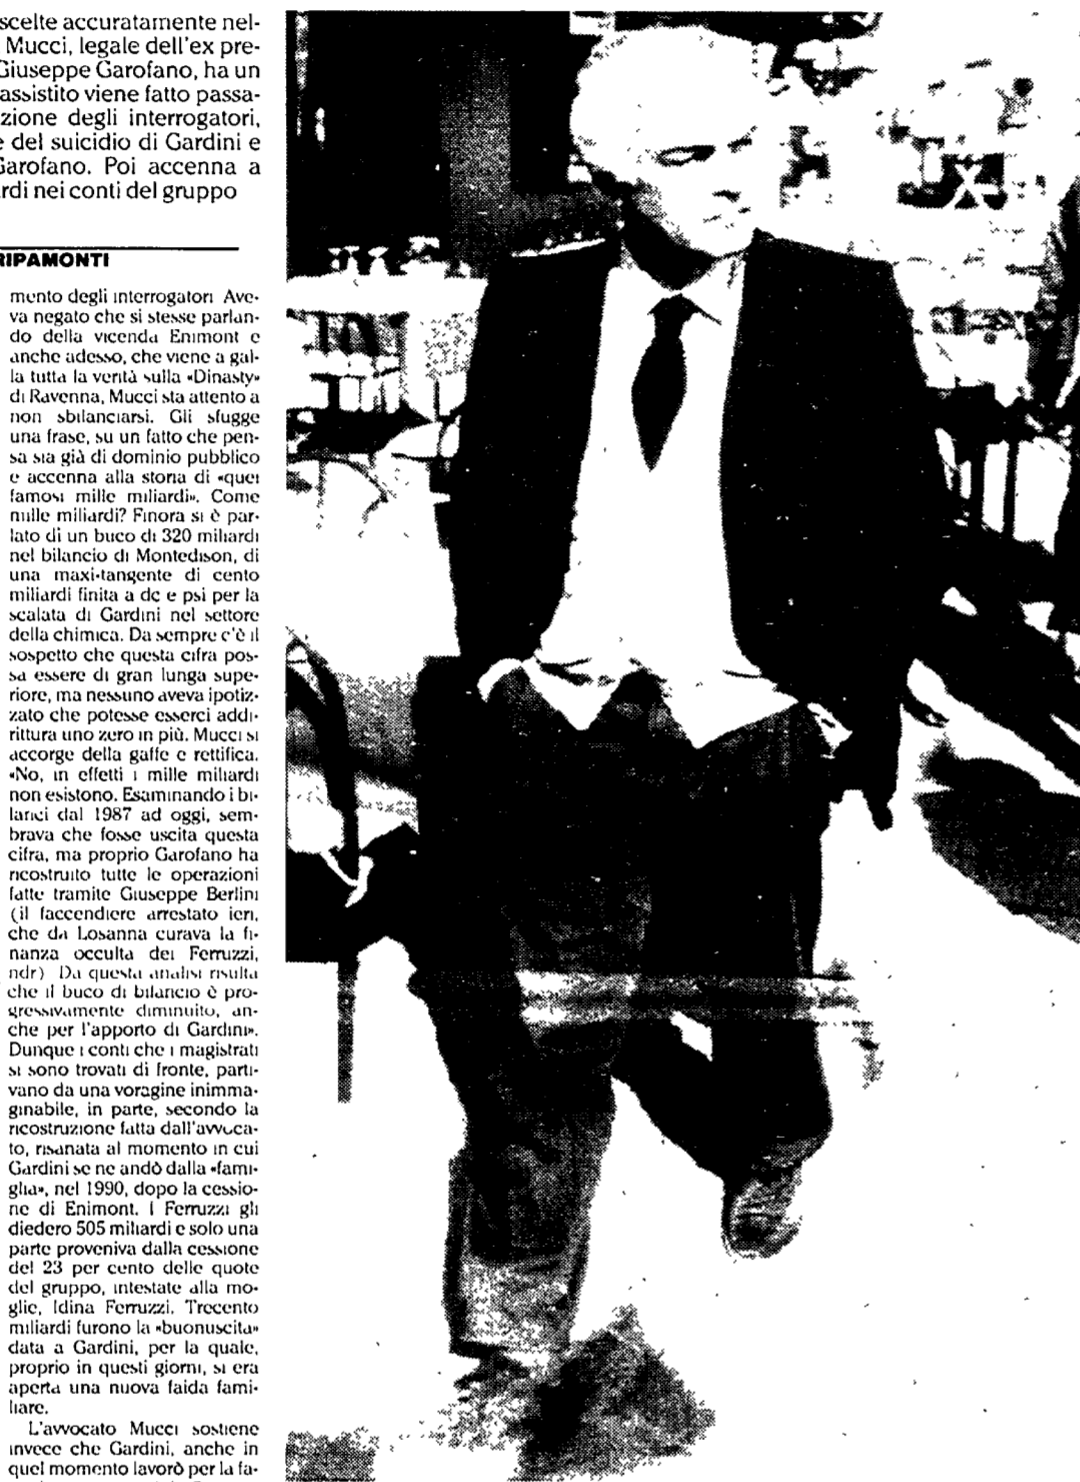 scelte accuratamente nel-
Mucci, legale dell'ex pre-
Giuseppe Garofano, ha un
assistito viene fatto passa-
zione degli interrogatori,
e del suicidio di Gardini e
Garofano. Poi accenna a
rdi nei conti del gruppo
RIPAMONTI
mento degli interrogatori Ave-
va negato che si stesse parlan-
do della vicenda Enimont e
anche adesso, che viene a gal-
la tutta la verità sulla «Dinasty»
di Ravenna, Mucci sta attento a
non sbilanciarsi. Gli sfugge
una frase, su un fatto che pen-
sa sia già di dominio pubblico
e accenna alla storia di «quei
famosi mille miliardi». Come
mille miliardi? Finora si è par-
lato di un buco di 320 miliardi
nel bilancio di Montedison, di
una maxi-tangente di cento
miliardi finita a dc e psi per la
scalata di Gardini nel settore
della chimica. Da sempre c'è il
sospetto che questa cifra pos-
sa essere di gran lunga supe-
riore, ma nessuno aveva ipotiz-
zato che potesse esserci addi-
rittura uno zero in più. Mucci si
accorge della gaffe e rettifica.
«No, in effetti i mille miliardi
non esistono. Esaminando i bi-
lanci dal 1987 ad oggi, sem-
brava che fosse uscita questa
cifra, ma proprio Garofano ha
ricostruito tutte le operazioni
fatte tramite Giuseppe Berlini
(il faccendiere arrestato ieri,
che da Losanna curava la fi-
nanza occulta dei Ferruzzi,
ndr) Da questa analisi risulta
che il buco di bilancio è pro-
gressivamente diminuito, an-
che per l'apporto di Gardini».
Dunque i conti che i magistrati
si sono trovati di fronte, parti-
vano da una voragine inimma-
ginabile, in parte, secondo la
ricostruzione fatta dall'avvoca-
to, risanata al momento in cui
Gardini se ne andò dalla «fami-
glia», nel 1990, dopo la cessio-
ne di Enimont. I Ferruzzi gli
diedero 505 miliardi e solo una
parte proveniva dalla cessione
del 23 per cento delle quote
del gruppo, intestate alla mo-
glie, Idina Ferruzzi. Trecento
miliardi furono la «buonuscita»
data a Gardini, per la quale,
proprio in questi giorni, si era
aperta una nuova faida fami-
liare.
L'avvocato Mucci sostiene
invece che Gardini, anche in
quel momento lavorò per la fa-